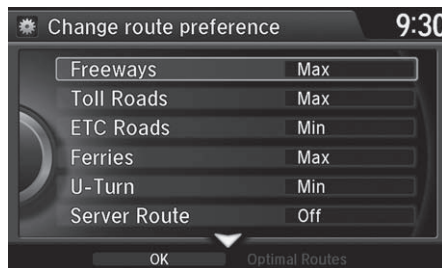 Change route preference 9:30
Freeways Max
Toll Roads Max
ETC Roads Min
Ferries Max
U-Turn Min
Server Route Off
OK Optimal Routes